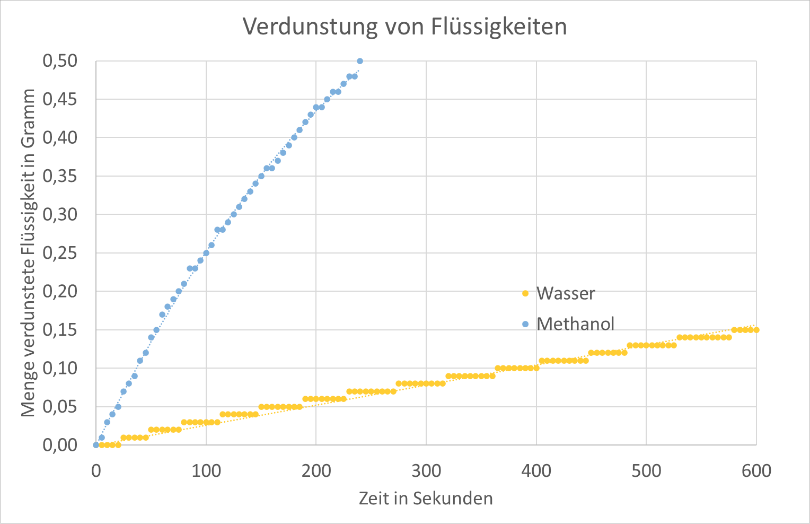 Verdunstung von Flüssigkeiten
Menge verdunstete Flüssigkeit in Gramm
0,50
0,45
0,40
0,35
0,30
0,25
0,20
0,15
0,10
0,05
0,00
Wasser
Methanol
0 100 200 300 400 500 600
Zeit in Sekunden